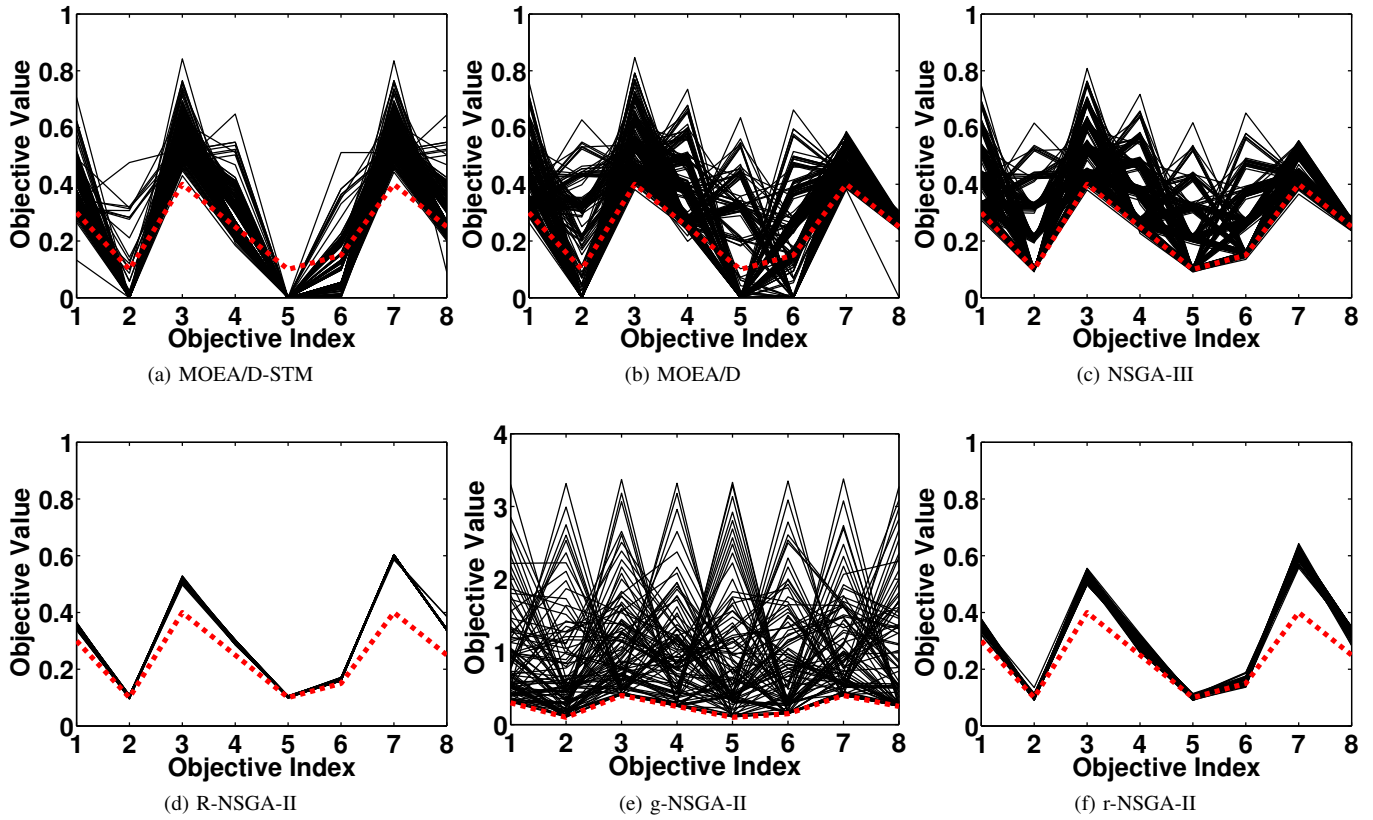 1
0.8
0.6
0.4
0.2
0
1 2 3 4 5 6 7 8
Objective Value
Objective Index
(a) MOEA/D-STM
1
0.8
0.6
0.4
0.2
0
1 2 3 4 5 6 7 8
Objective Value
Objective Index
(b) MOEA/D
1
0.8
0.6
0.4
0.2
0
1 2 3 4 5 6 7 8
Objective Value
Objective Index
(c) NSGA-III
1
0.8
0.6
0.4
0.2
0
1 2 3 4 5 6 7 8
Objective Value
Objective Index
(d) R-NSGA-II
4
3
2
1
0
1 2 3 4 5 6 7 8
Objective Value
Objective Index
(e) g-NSGA-II
1
0.8
0.6
0.4
0.2
0
1 2 3 4 5 6 7 8
Objective Value
Objective Index
(f) r-NSGA-II